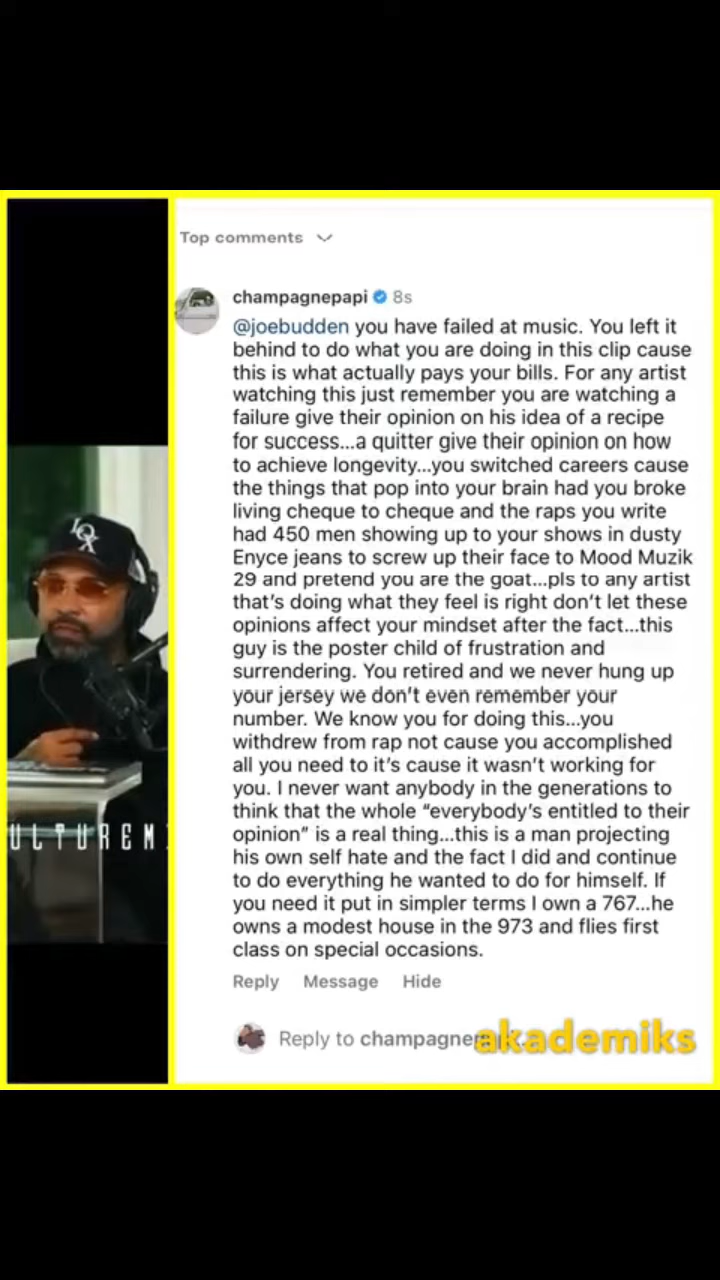 Top comments
champagnepapi 8s
@joebudden you have failed at music. You left it
behind to do what you are doing in this clip cause
this is what actually pays your bills. For any artist
watching this just remember you are watching a
failure give their opinion on his idea of a recipe
for success...a quitter give their opinion on how
to achieve longevity...you switched careers cause
the things that pop into your brain had you broke
living cheque to cheque and the raps you write
had 450 men showing up to your shows in dusty
Enyce jeans to screw up their face to Mood Muzik
29 and pretend you are the goat...pls to any artist
that's doing what they feel is right don't let these
opinions affect your mindset after the fact...this
guy is the poster child of frustration and
surrendering. You retired and we never hung up
your jersey we don't even remember your
number. We know you for doing this...you
withdrew from rap not cause you accomplished
all you need to it's cause it wasn't working for
you. I never want anybody in the generations to
think that the whole “everybody's entitled to their
opinion” is a real thing...this is a man projecting
his own self hate and the fact I did and continue
to do everything he wanted to do for himself. If
you need it put in simpler terms I own a 767...he
owns a modest house in the 973 and flies first
class on special occasions.
Reply Message Hide
Reply to
akademiks